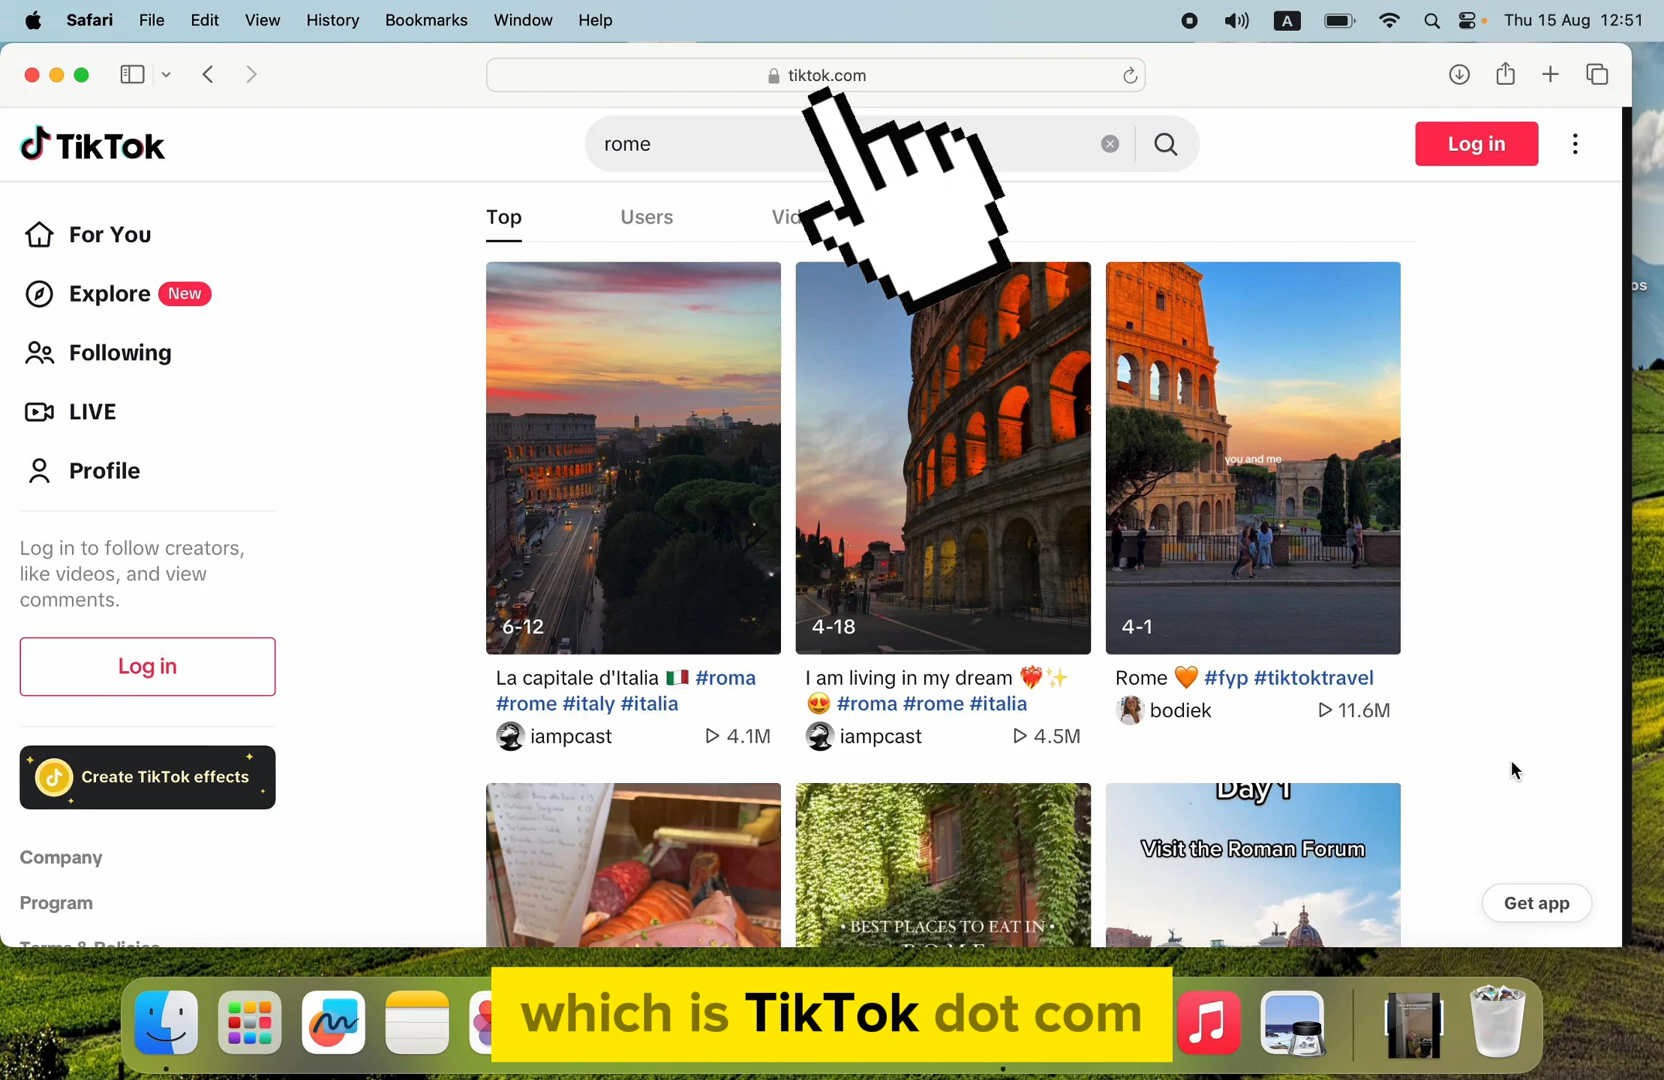 Safari File Edit View History Bookmarks Window Help
A
Thu 15 Aug 12:51
tiktok.com
TikTok
rome
Log in
For You
Explore New
Following
LIVE
Profile
Log in to follow creators,
like videos, and view
comments.
Log in
Create TikTok effects
Company
Program
Terms & Policies
Top Users
6-12
La capitale d'Italia 🇮🇹 #roma
#rome #italy #italia
iampcast 4.1M
4-18
I am living in my dream ❤️‍🔥✨
😍 #roma #rome #italia
iampcast 4.5M
you and me
4-1
Rome 🧡 #fyp #tiktoktravel
bodiek 11.6M
• BEST PLACES TO EAT IN •
ROME
Day 1
Visit the Roman Forum
Get app
which is TikTok dot com